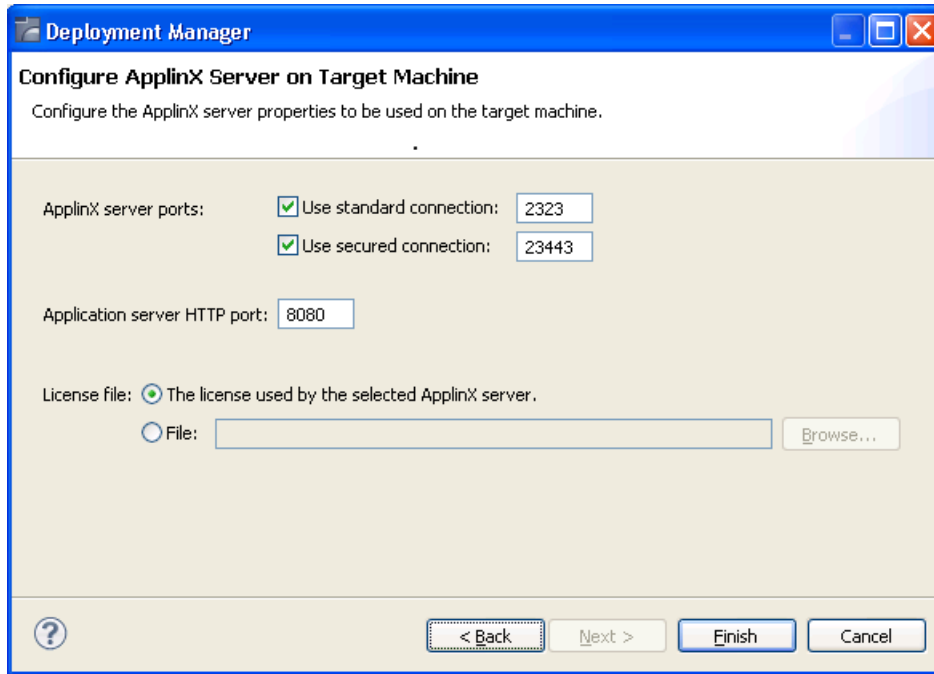 Deployment Manager
Configure ApplinX Server on Target Machine
Configure the ApplinX server properties to be used on the target machine.
ApplinX server ports: Use standard connection: 2323
Use secured connection: 23443
Application server HTTP port: 8080
License file: The license used by the selected ApplinX server.
File: Browse...
? < Back Next > Finish Cancel